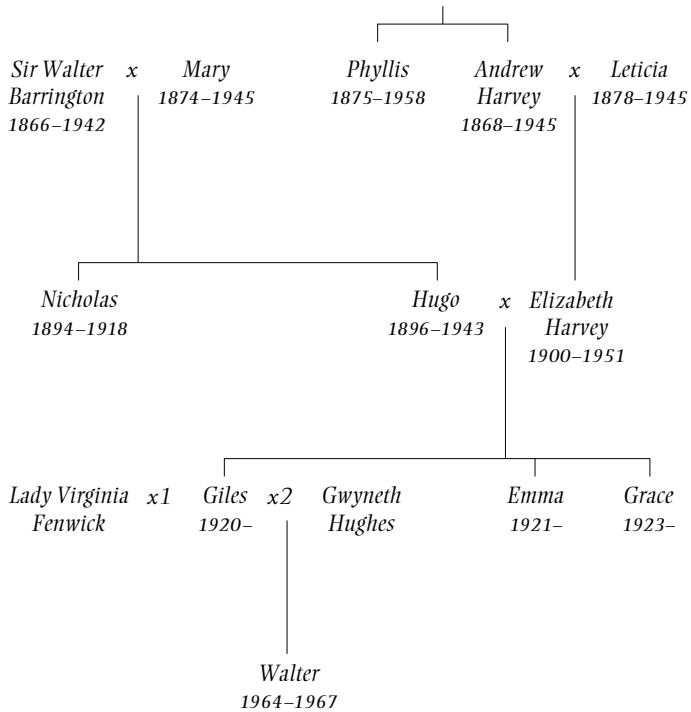 Sir Walter x Mary Phyllis Andrew x Leticia
Barrington 1874–1945 1875–1958 Harvey 1878–1945
1866–1942 1868–1945
Nicholas Hugo x Elizabeth
1894–1918 1896–1943 Harvey
1900–1951
Lady Virginia x1 Giles x2 Gwyneth Emma Grace
Fenwick 1920– Hughes 1921– 1923–
Walter
1964–1967